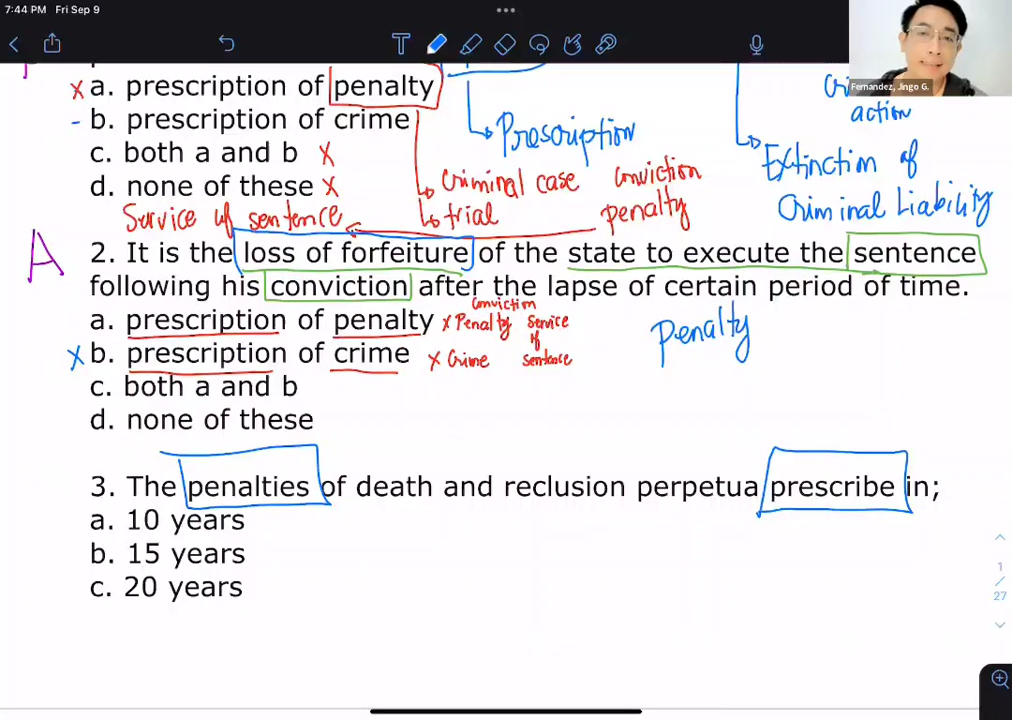 7:44 PM Fri Sep 9
Fernandez, Jingo G.
a. prescription of penalty
b. prescription of crime
c. both a and b
d. none of these
Prescription
action
Extinction of
Criminal Liability
Criminal case conviction
trial penalty
Service of sentence
A
2. It is the loss of forfeiture of the state to execute the sentence
following his conviction after the lapse of certain period of time.
conviction
a. prescription of penalty x Penalty service
of
b. prescription of crime x Crime sentence
Penalty
c. both a and b
d. none of these
3. The penalties of death and reclusion perpetua prescribe in;
a. 10 years
b. 15 years
c. 20 years
1
/
27